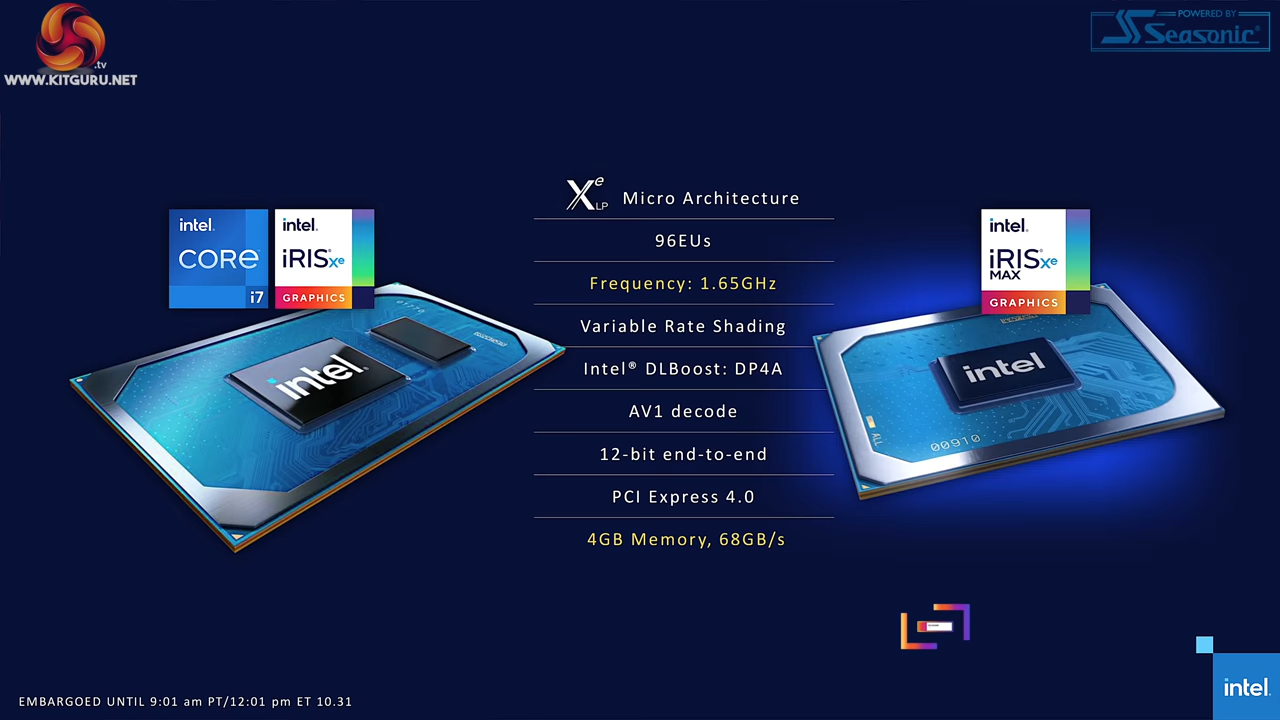 .tv
WWW.KITGURU.NET
POWERED BY
Seasonic®
Xe LP Micro Architecture
96EUs
Frequency: 1.65GHz
Variable Rate Shading
Intel® DLBoost: DP4A
AV1 decode
12-bit end-to-end
PCI Express 4.0
4GB Memory, 68GB/s
intel.
CORE
i7
intel.
iRIS® Xe
GRAPHICS
intel.
intel.
iRIS® Xe
MAX
GRAPHICS
intel
ALL
00910
EMBARGOED UNTIL 9:01 am PT/12:01 pm ET 10.31
intel.